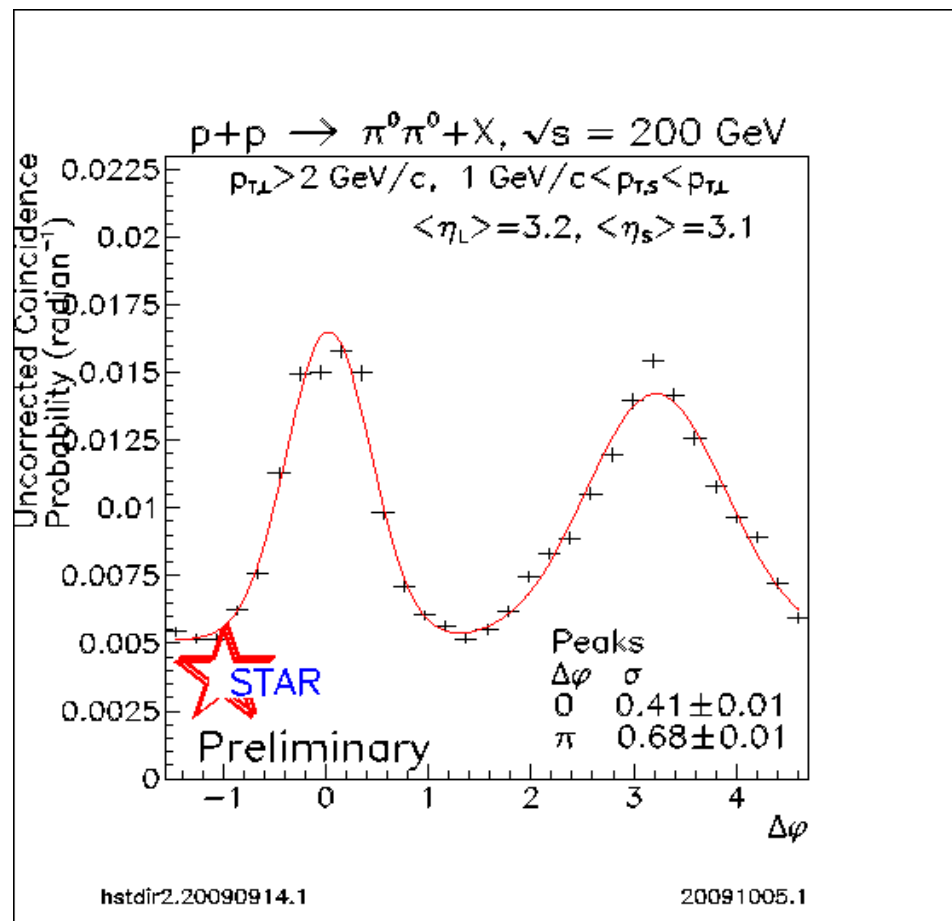 p+p → π⁰π⁰+X, √s = 200 GeV
p_T,L>2 GeV/c, 1 GeV/c<p_T,S<p_T,L
<η_L>=3.2, <η_S>=3.1
Uncorrected Coincidence
Probability (radian⁻¹)
0.0225
0.02
0.0175
0.015
0.0125
0.01
0.0075
0.005
0.0025
0
Peaks
Δφ σ
0 0.41±0.01
π 0.68±0.01
STAR
Preliminary
−1 0 1 2 3 4
Δφ
hstdir2.20090914.1 20091005.1